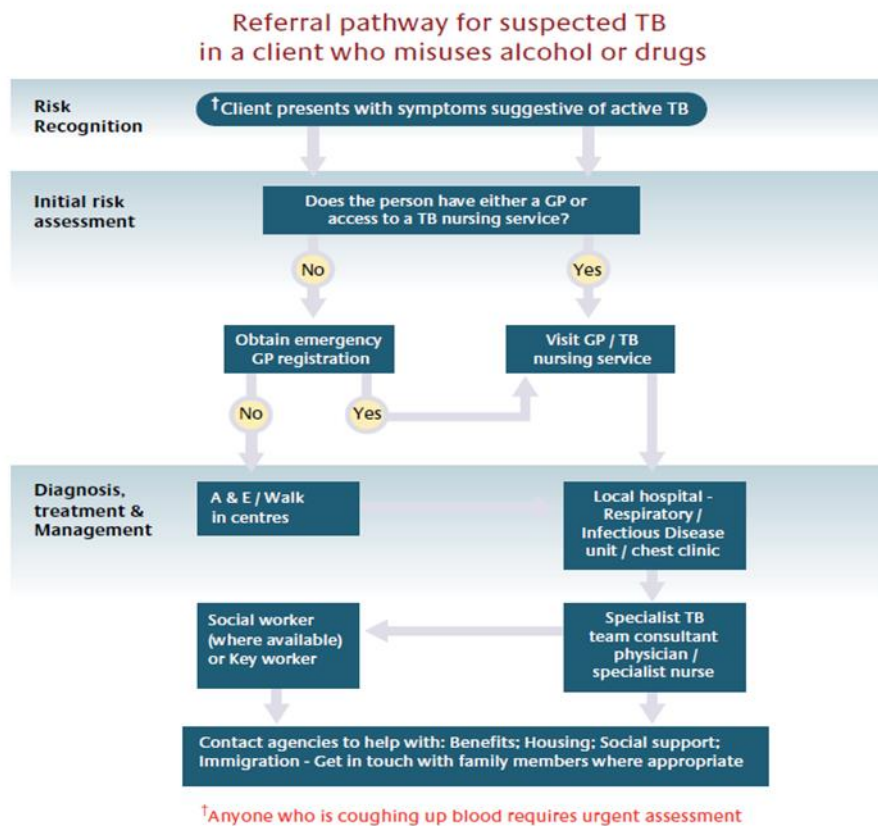 Referral pathway for suspected TB
in a client who misuses alcohol or drugs
Risk
Recognition
†Client presents with symptoms suggestive of active TB
Initial risk
assessment
Does the person have either a GP or
access to a TB nursing service?
No
Yes
Obtain emergency
GP registration
Visit GP / TB
nursing service
No
Yes
Diagnosis,
treatment &
Management
A & E / Walk
in centres
Local hospital -
Respiratory /
Infectious Disease
unit / chest clinic
Social worker
(where available)
or Key worker
Specialist TB
team consultant
physician /
specialist nurse
Contact agencies to help with: Benefits; Housing; Social support;
Immigration - Get in touch with family members where appropriate
†Anyone who is coughing up blood requires urgent assessment